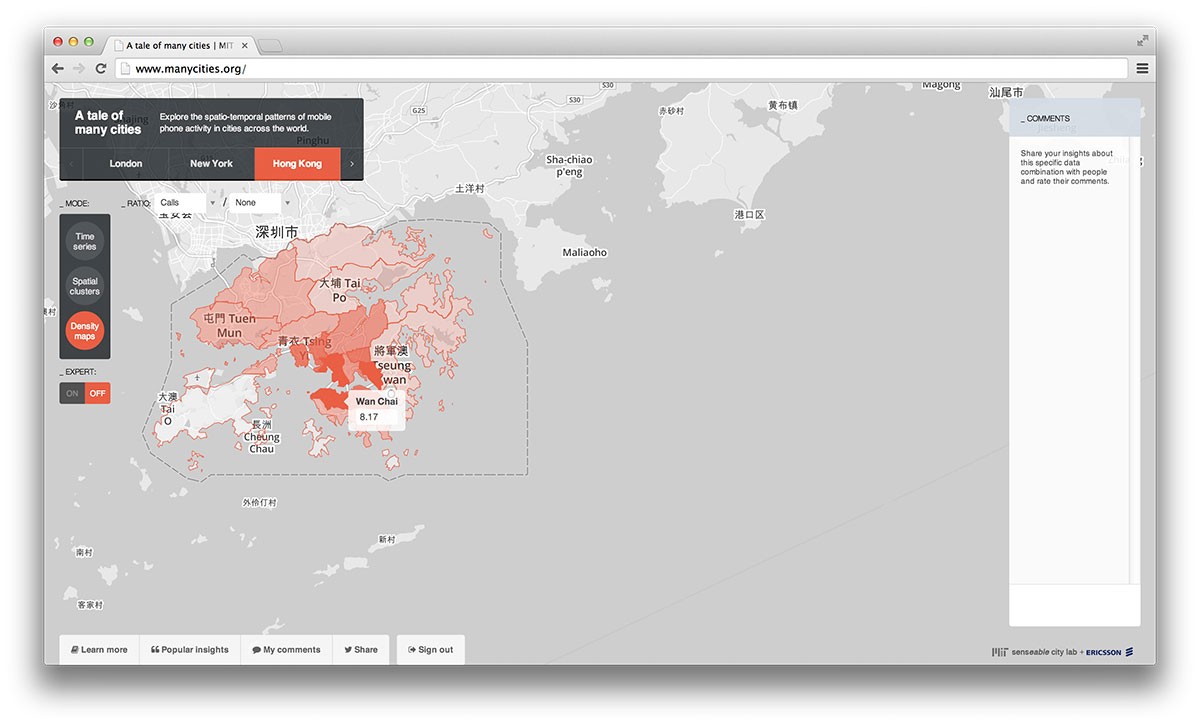 A tale of many cities | MIT
www.manycities.org/
A tale of
many cities
Explore the spatio-temporal patterns of mobile
phone activity in cities across the world.
London
New York
Hong Kong
_ MODE:
_ RATIO:
Calls
/
None
Time
series
Spatial
clusters
Density
maps
_ EXPERT:
ON
OFF
G25
S30
S30
Pinghu
Magong
汕尾市
赤砂村
黄布镇
Sha-chiao
p'eng
土洋村
港口区
深圳市
Maliaoho
大埔 Tai
Po
屯門 Tuen
Mun
青衣 Tsing
Yi
將軍澳
Tseung
Kwan
Wan Chai
8.17
大澳
Tai
O
長洲
Cheung
Chau
外伶仃村
新村
南村
客家村
_ COMMENTS
Share your insights about
this specific data
combination with people
and rate their comments.
Learn more
Popular insights
My comments
Share
Sign out
MIT senseable city lab + ERICSSON